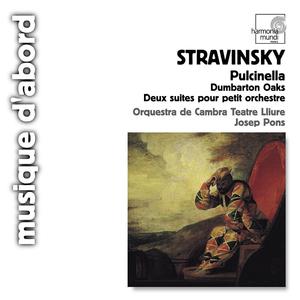 musique d'abord
harmonia
mundi
STRAVINSKY
Pulcinella
Dumbarton Oaks
Deux suites pour petit orchestre
Orquestra de Cambra Teatre Lliure
Josep Pons